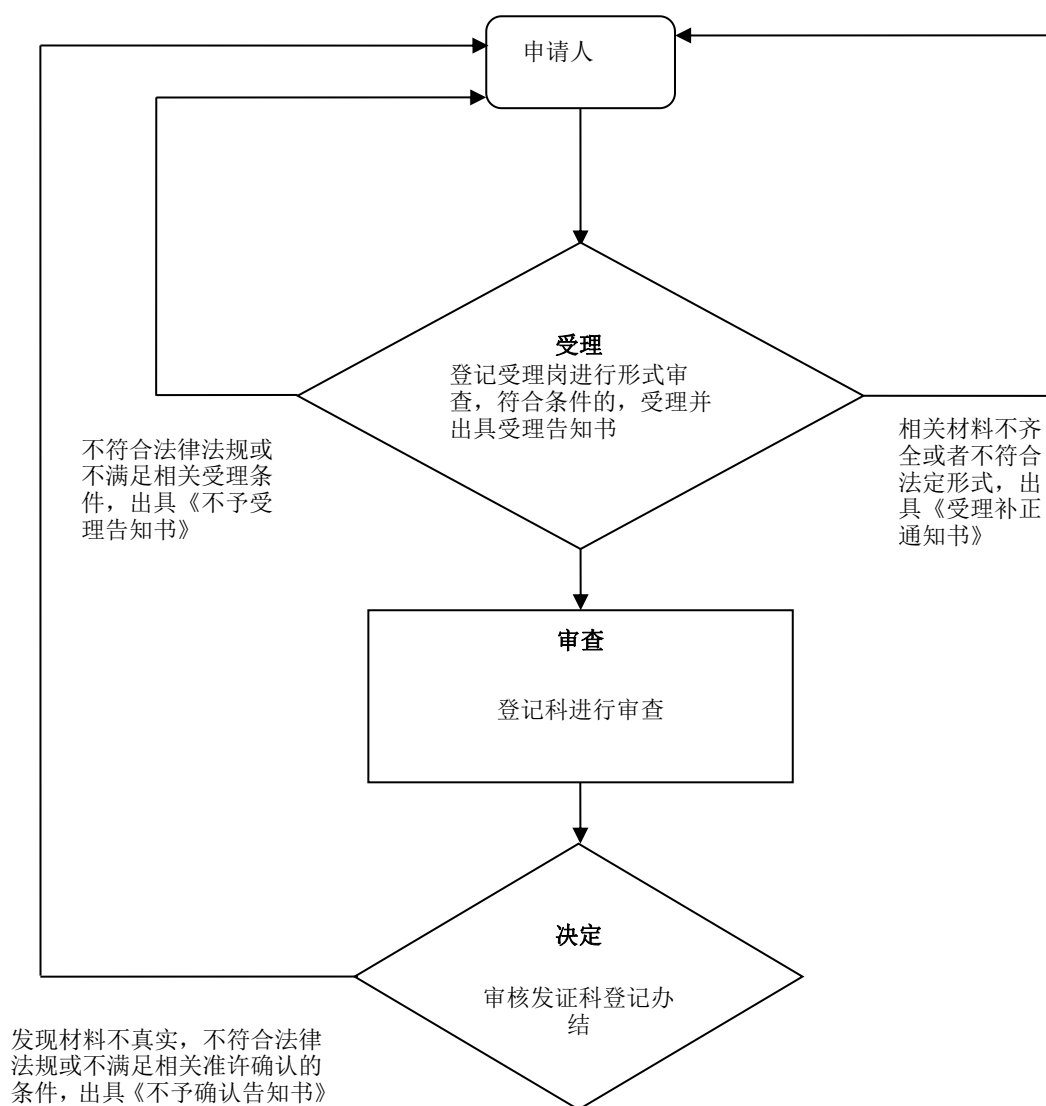 申请人
受理
登记受理岗进行形式审
查，符合条件的，受理并
出具受理告知书
不符合法律法规或
不满足相关受理条
件，出具《不予受
理告知书》
相关材料不齐
全或者不符合
法定形式，出
具《受理补正
通知书》
审查
登记科进行审查
决定
审核发证科登记办
结
发现材料不真实，不符合法律
法规或不满足相关准许确认的
条件，出具《不予确认告知书》